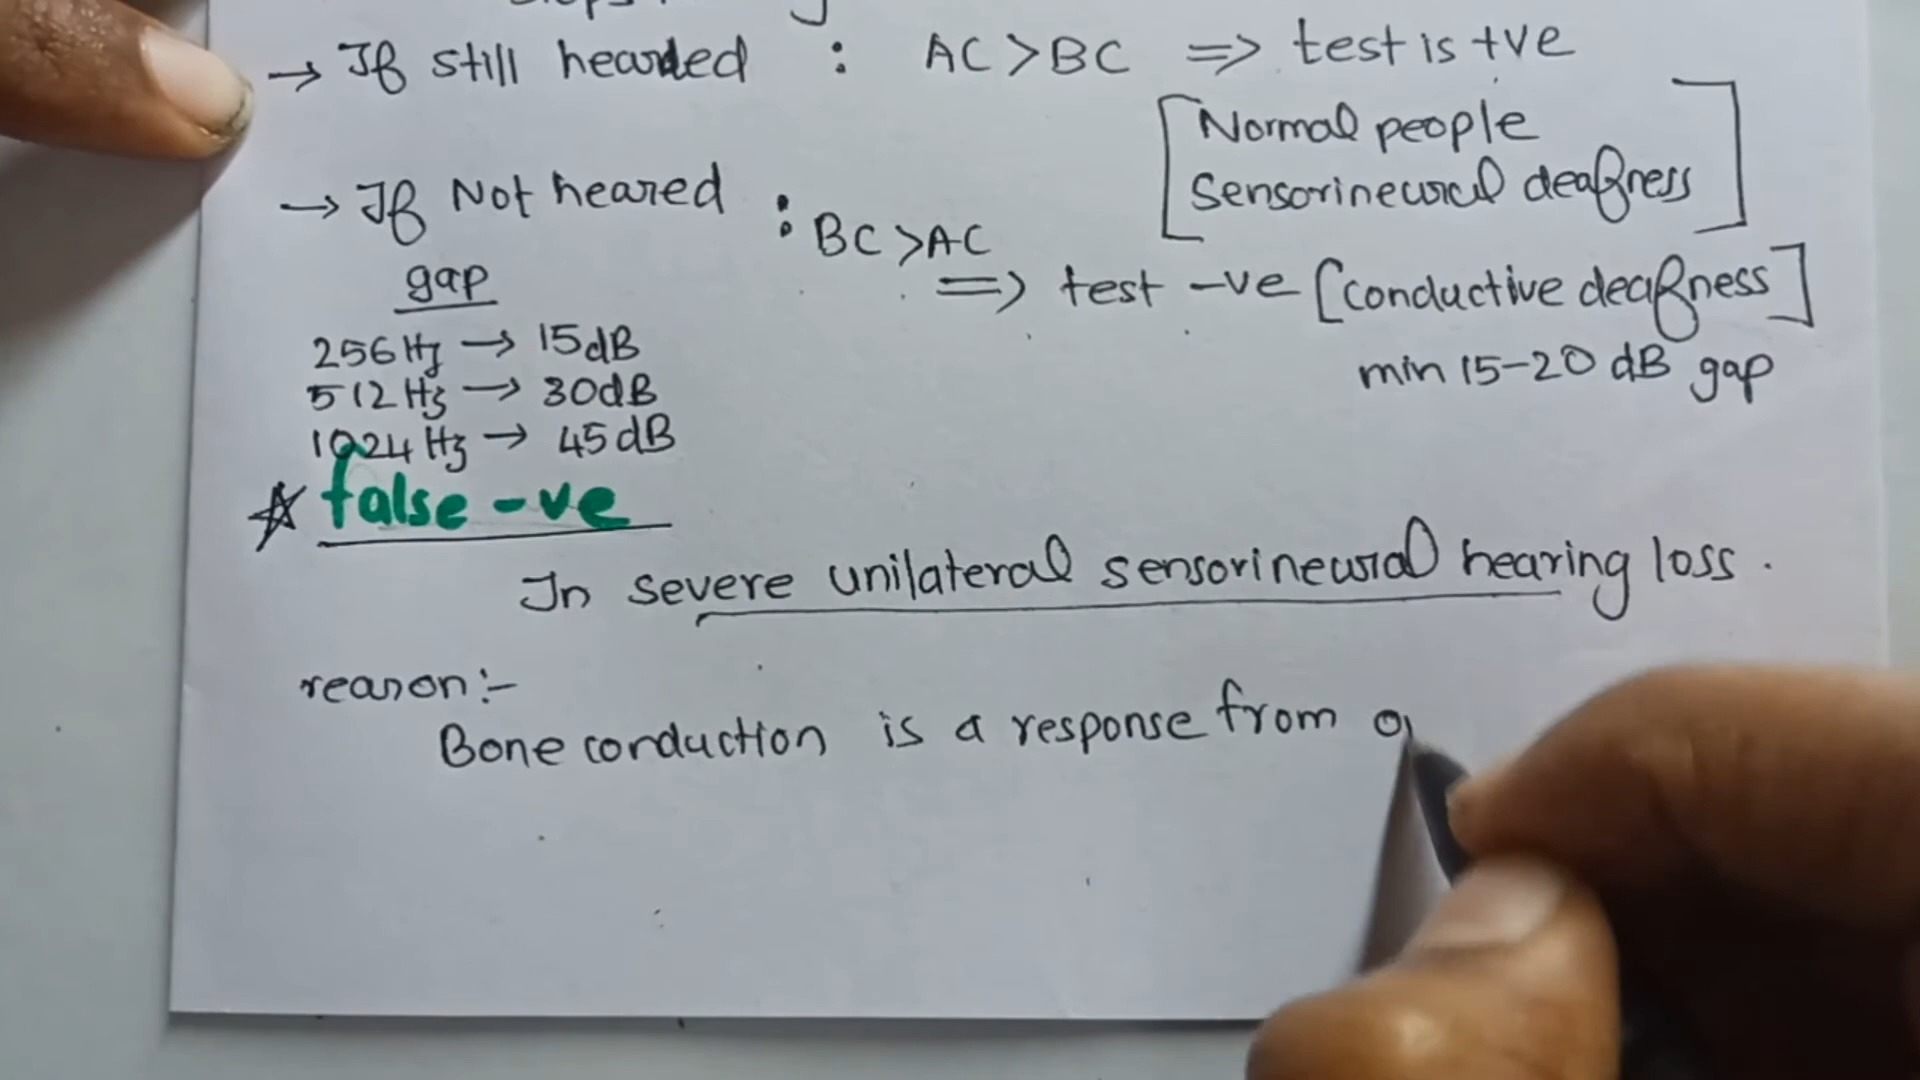 → If still hearded : AC > BC => test is +ve
[Normal people
Sensorineural deafness]
→ If Not heared : BC > AC
=> test -ve [conductive deafness]
min 15-20 dB gap
gap
256 Hz → 15dB
512 Hz → 30dB
1024 Hz → 45dB
☆ false -ve
In severe unilateral sensorineural hearing loss.
reason:-
Bone conduction is a response from